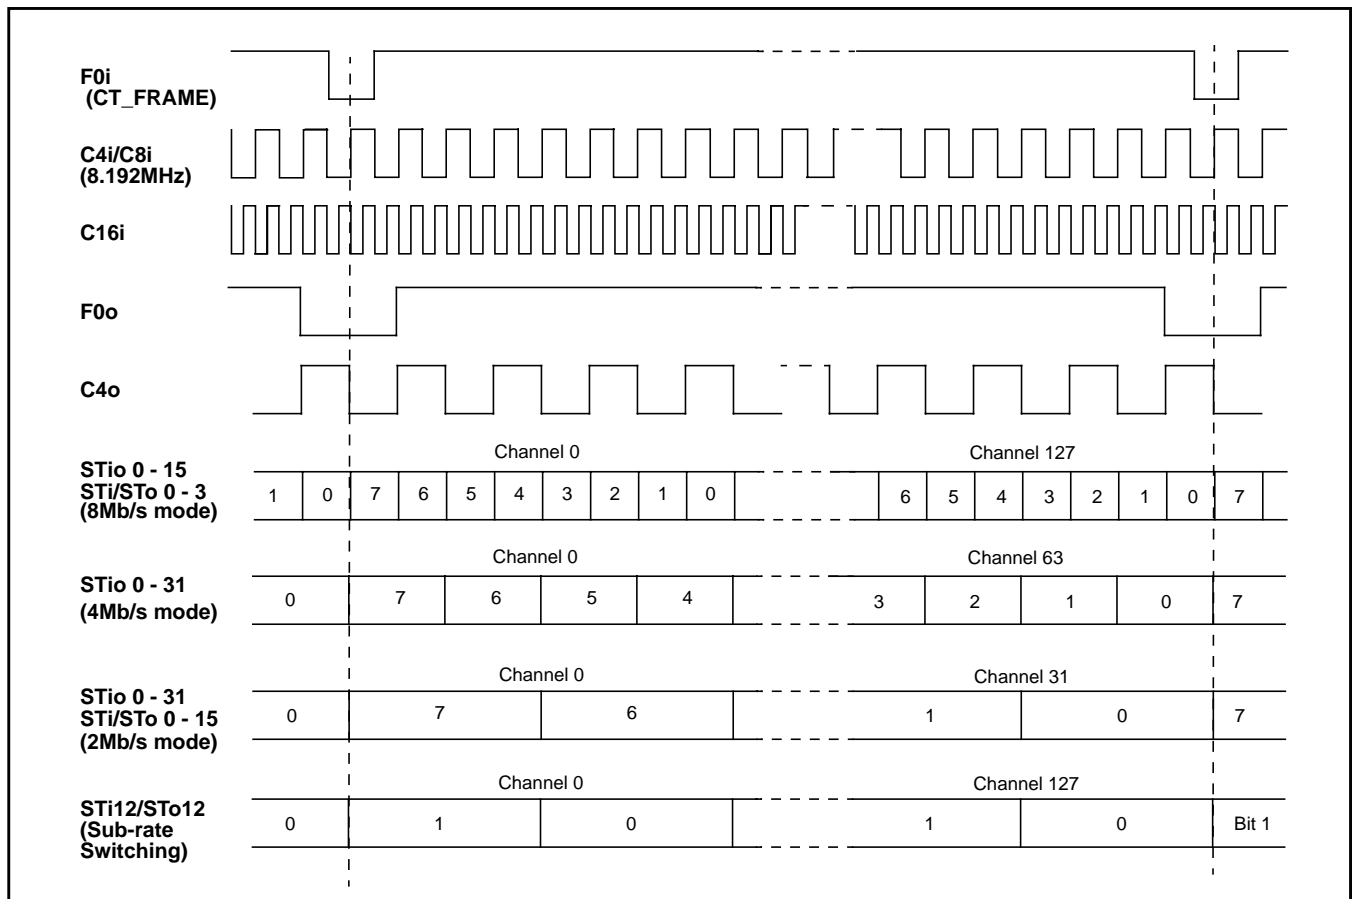 F0i
(CT_FRAME)
C4i/C8i
(8.192MHz)
C16i
F0o
C4o
STio 0 - 15
STi/STo 0 - 3
(8Mb/s mode)
Channel 0
Channel 127
1 0 7 6 5 4 3 2 1 0 6 5 4 3 2 1 0 7
STio 0 - 31
(4Mb/s mode)
Channel 0
Channel 63
0 7 6 5 4 3 2 1 0 7
STio 0 - 31
STi/STo 0 - 15
(2Mb/s mode)
Channel 0
Channel 31
0 7 6 1 0 7
STi12/STo12
(Sub-rate
Switching)
Channel 0
Channel 127
0 1 0 1 0 Bit 1